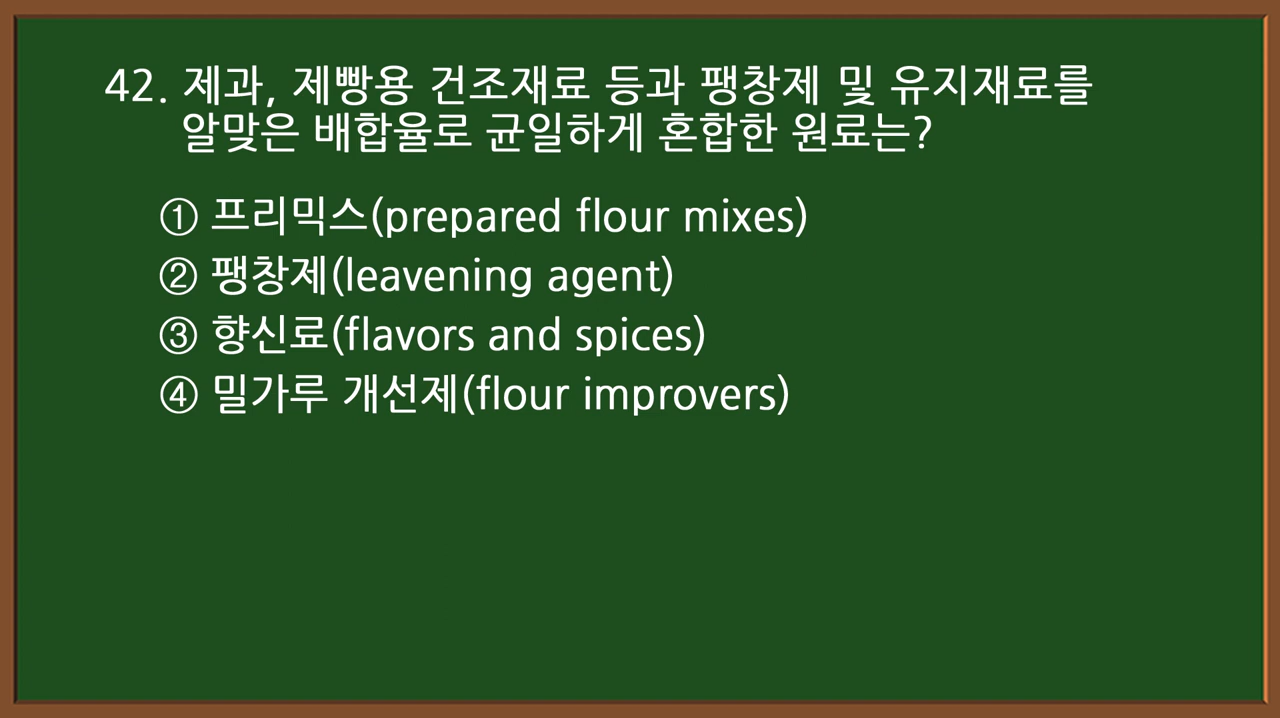 42. 제과, 제빵용 건조재료 등과 팽창제 및 유지재료를
알맞은 배합율로 균일하게 혼합한 원료는?
① 프리믹스(prepared flour mixes)
② 팽창제(leavening agent)
③ 향신료(flavors and spices)
④ 밀가루 개선제(flour improvers)